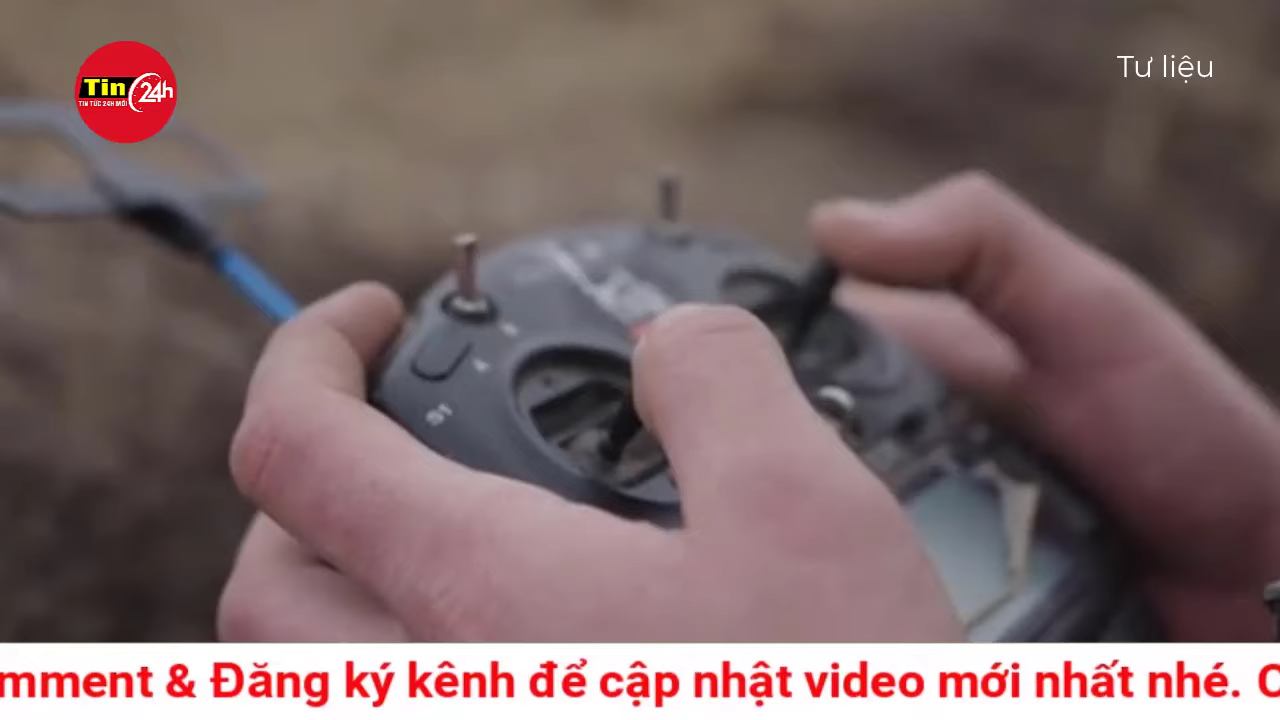 Tin 24h
TIN TỨC 24H MỚI
Tư liệu
S1
mment & Đăng ký kênh để cập nhật video mới nhất nhé. C